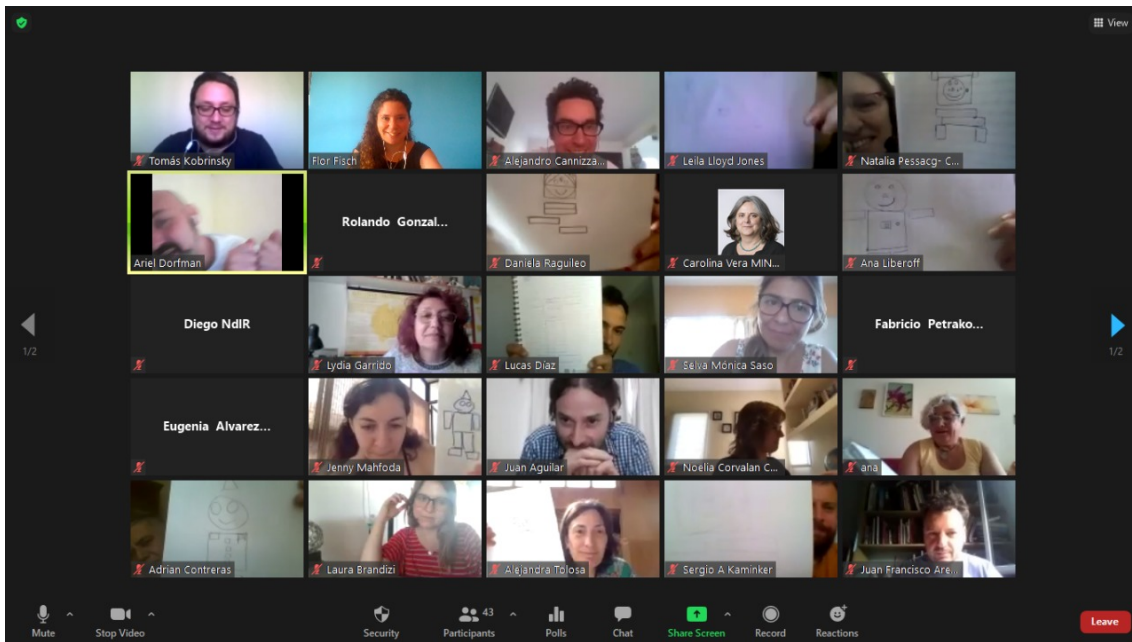 View
Tomás Kobrinsky
Flor Fisch
Alejandro Cannizza...
Leila Lloyd Jones
Natalia Pessacg- C...
Ariel Dorfman
Rolando Gonzal...
Daniela Raguileo
Carolina Vera MIN...
Ana Liberoff
1/2
Diego NdIR
Lydia Garrido
Lucas Díaz
Selva Mónica Saso
Fabricio Petrako...
1/2
Eugenia Alvarez...
Jenny Mahfoda
Juan Aguilar
Noelia Corvalan C...
ana
Adrian Contreras
Laura Brandizi
Alejandra Tolosa
Sergio A Kaminker
Juan Francisco Are...
Mute
Stop Video
Security
Participants
43
Polls
Chat
Share Screen
Record
Reactions
Leave